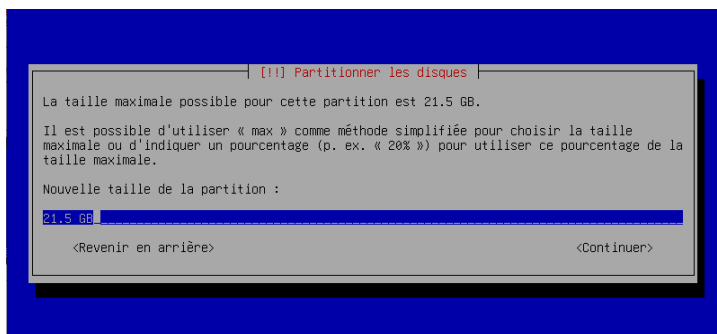 [!!] Partitionner les disques
La taille maximale possible pour cette partition est 21.5 GB.
Il est possible d'utiliser « max » comme méthode simplifiée pour choisir la taille
maximale ou d'indiquer un pourcentage (p. ex. « 20% ») pour utiliser ce pourcentage de la
taille maximale.
Nouvelle taille de la partition :
21.5 GB
<Revenir en arrière> <Continuer>